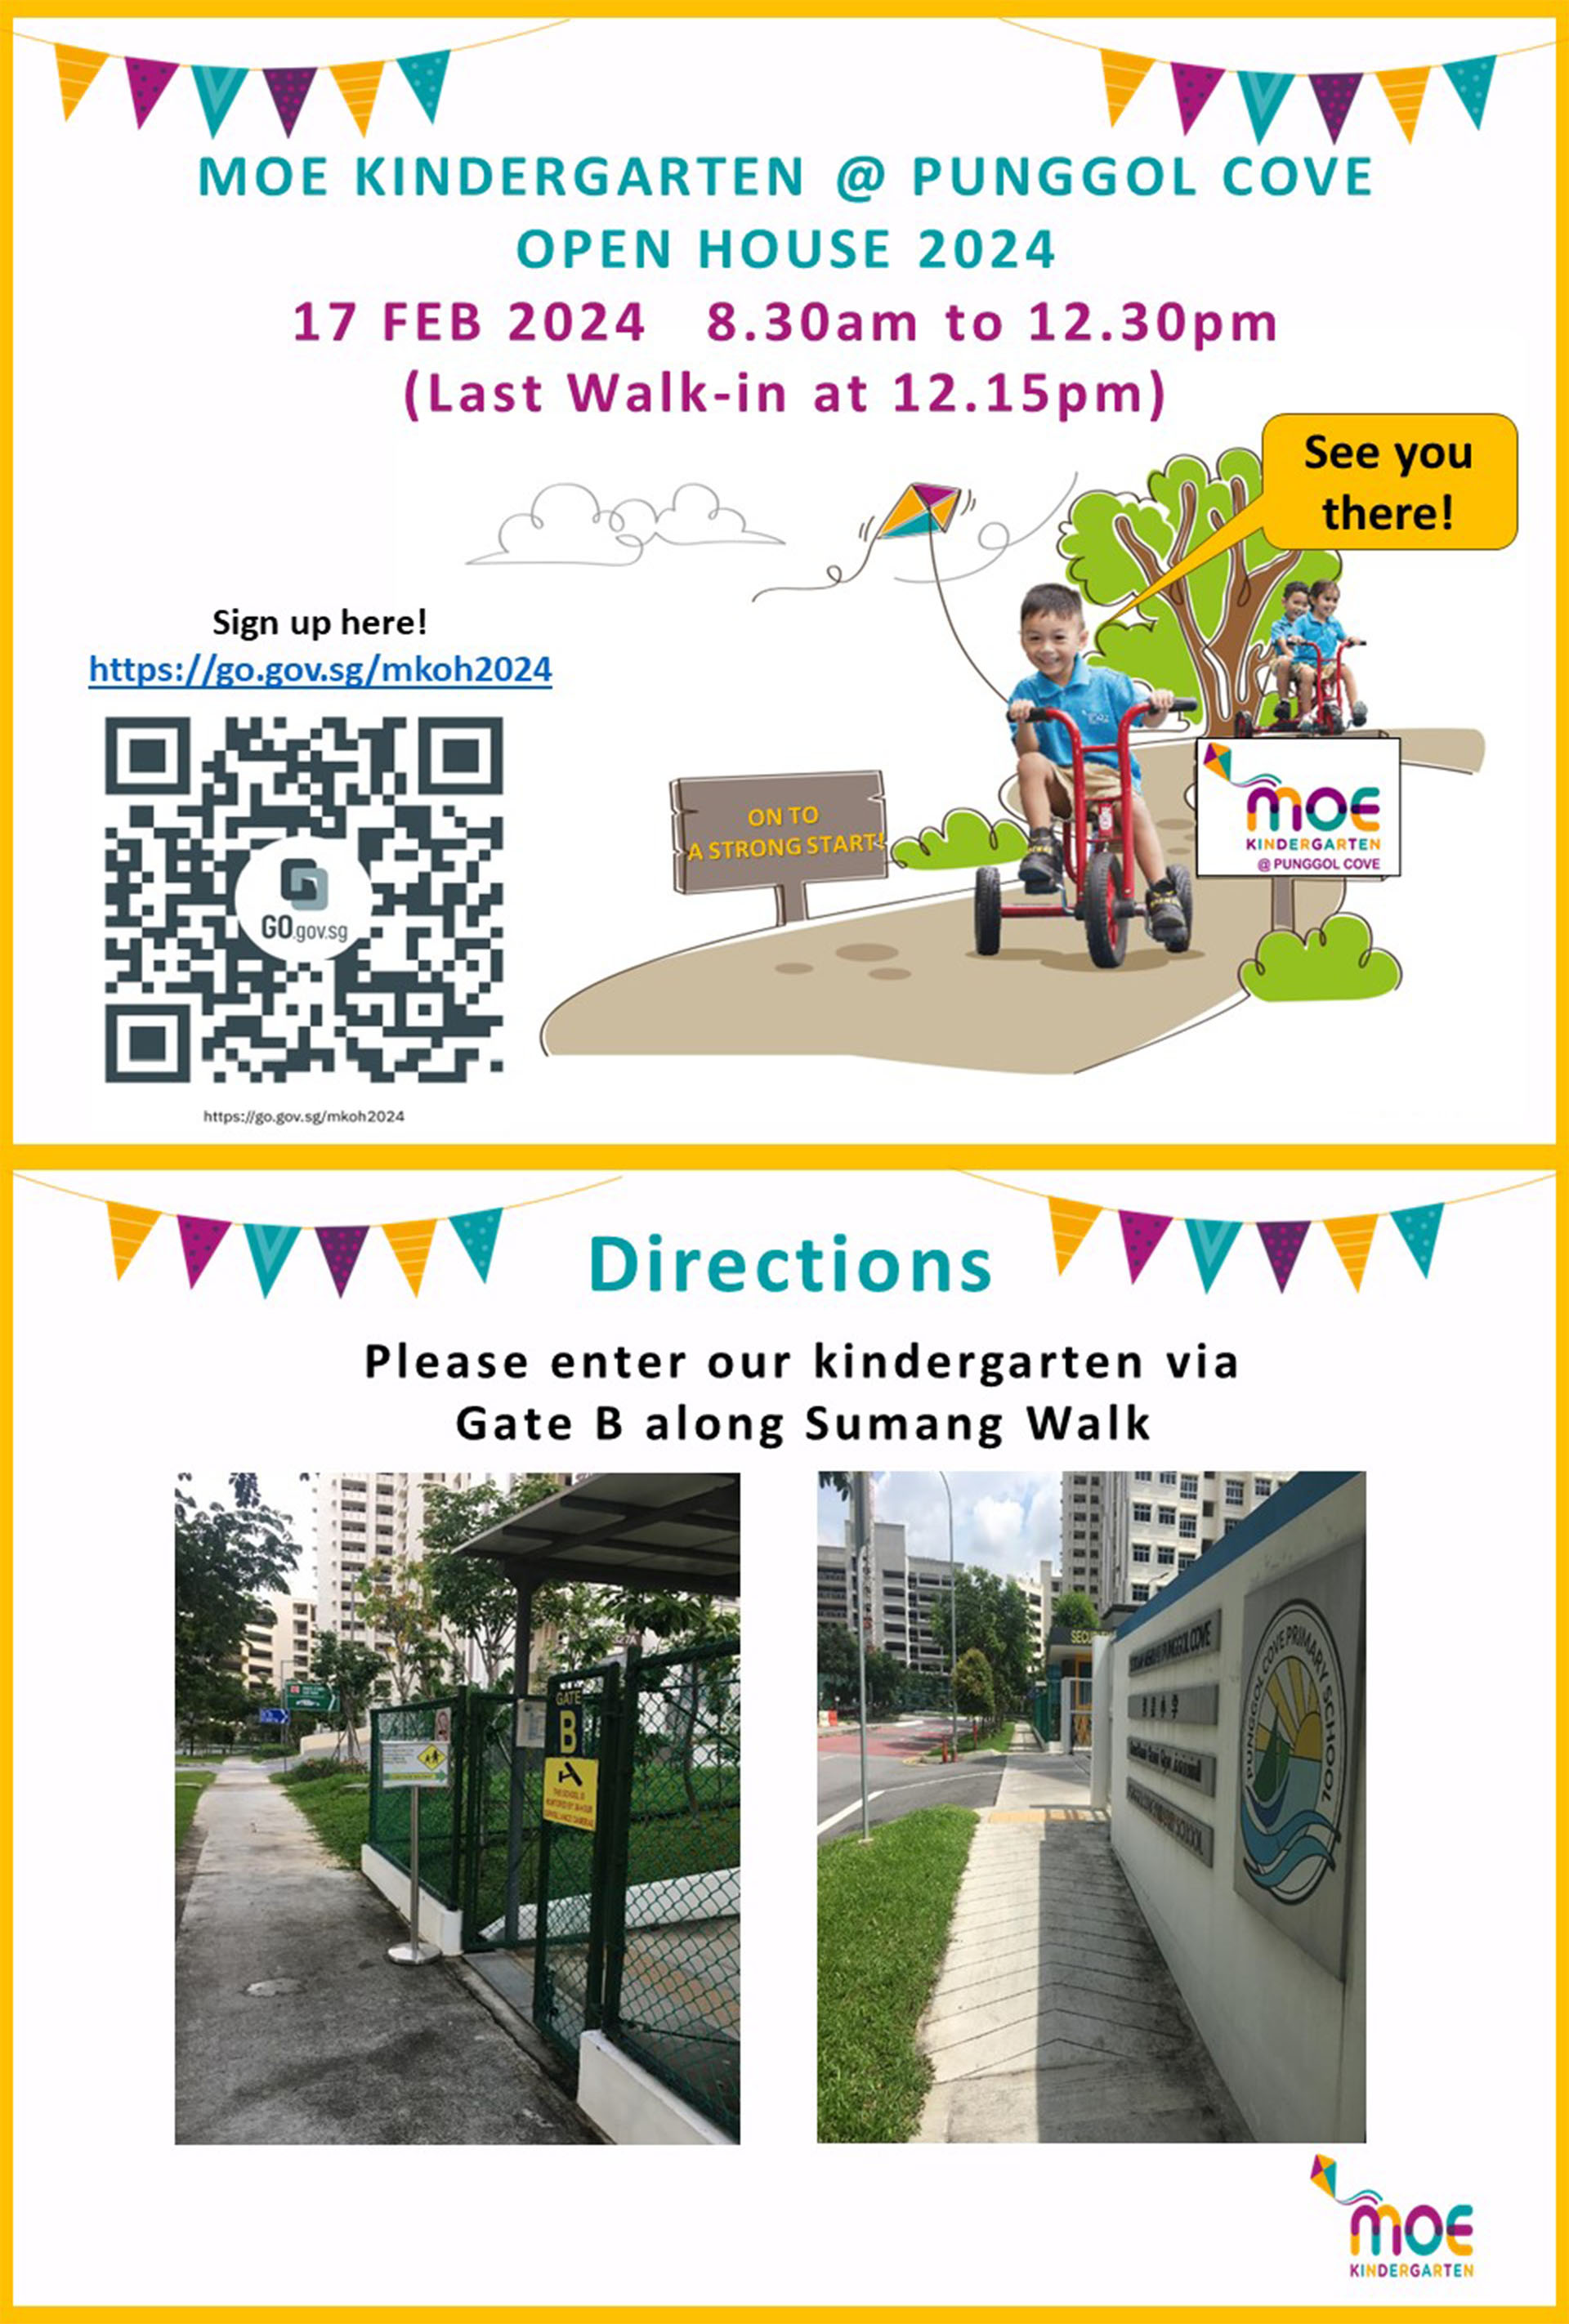 MOE KINDERGARTEN @ PUNGGOL COVE
OPEN HOUSE 2024
17 FEB 2024 8.30am to 12.30pm
(Last Walk-in at 12.15pm)
See you
there!
Sign up here!
https://go.gov.sg/mkoh2024
GO.gov.sg
https://go.gov.sg/mkoh2024
ON TO
A STRONG START!
MOE
KINDERGARTEN
@ PUNGGOL COVE
Directions
Please enter our kindergarten via
Gate B along Sumang Walk
GATE
B
PUNGGOL COVE PRIMARY SCHOOL
MOE
KINDERGARTEN